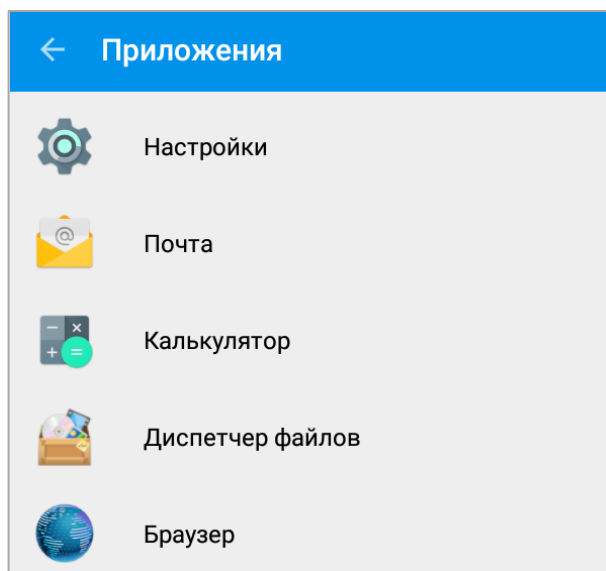 Приложения
Настройки
Почта
Калькулятор
Диспетчер файлов
Браузер